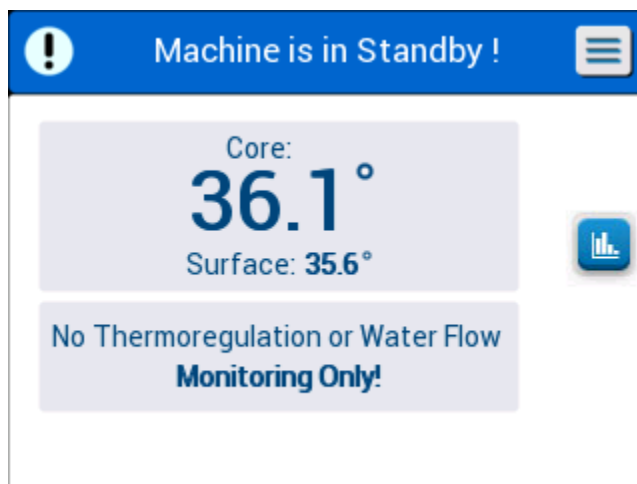 Machine is in Standby !
Core:
36.1°
Surface: 35.6°
No Thermoregulation or Water Flow
Monitoring Only!